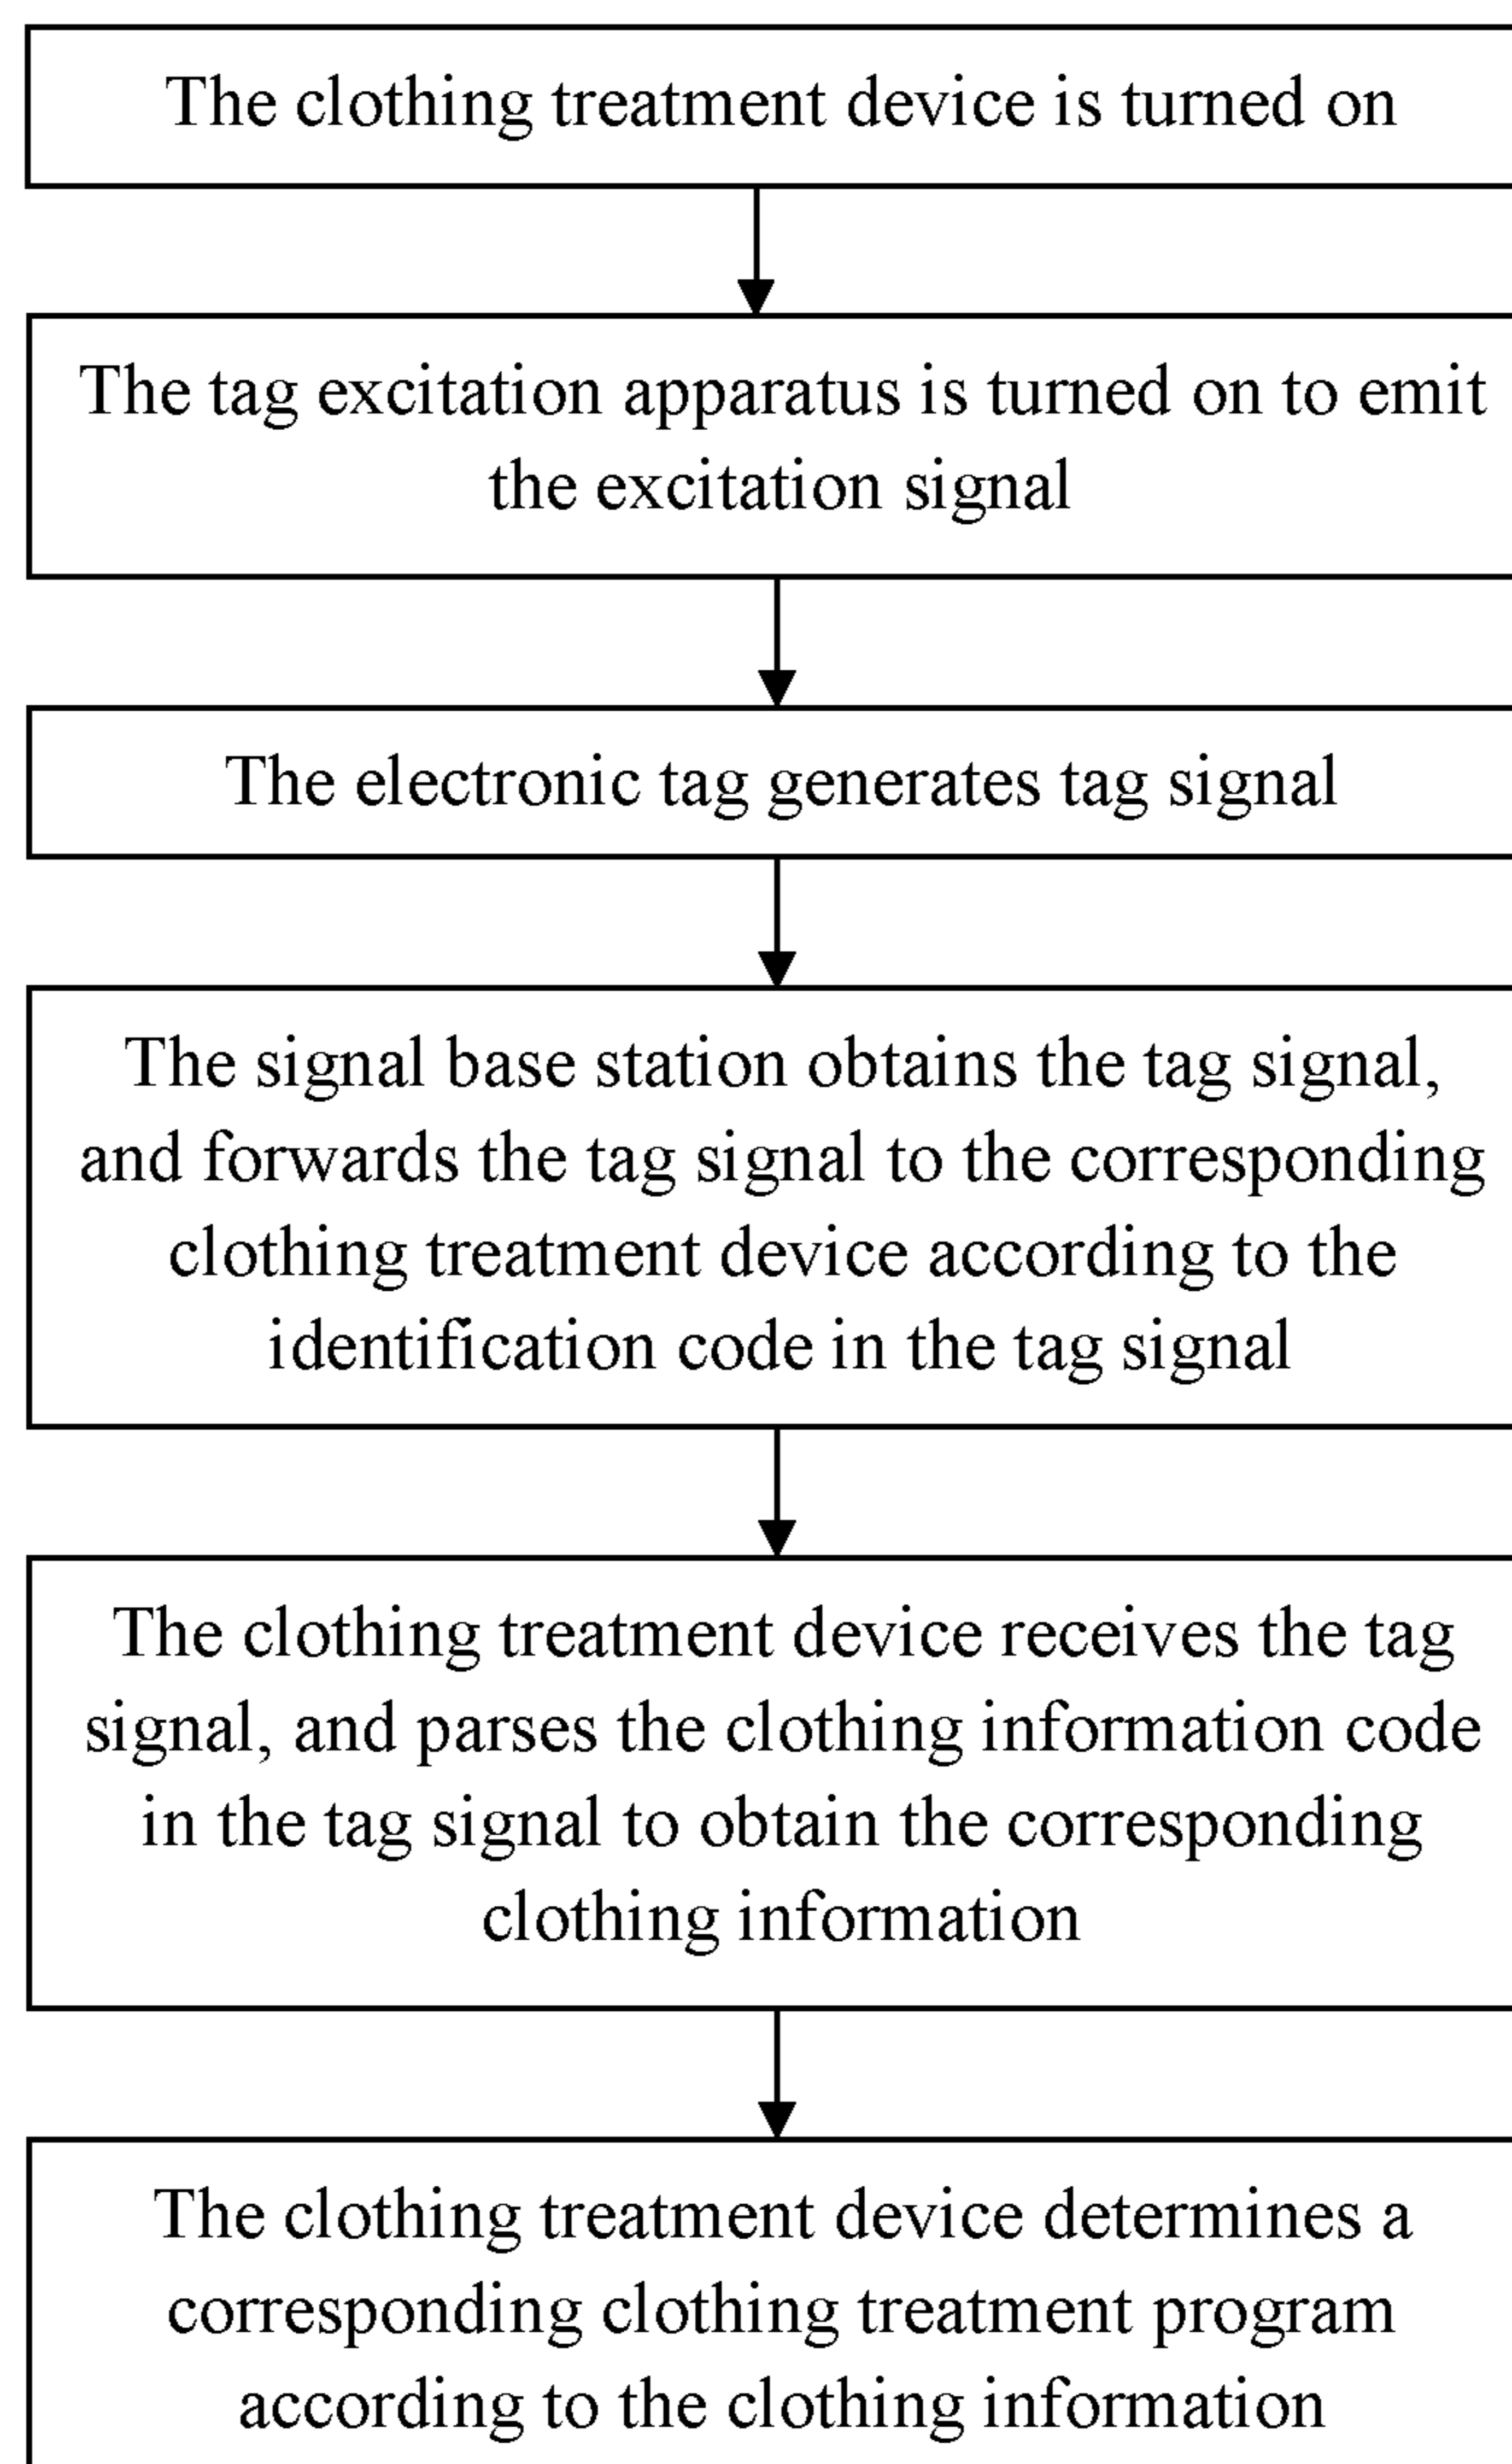 The clothing treatment device is turned on
The tag excitation apparatus is turned on to emit
the excitation signal
The electronic tag generates tag signal
The signal base station obtains the tag signal,
and forwards the tag signal to the corresponding
clothing treatment device according to the
identification code in the tag signal
The clothing treatment device receives the tag
signal, and parses the clothing information code
in the tag signal to obtain the corresponding
clothing information
The clothing treatment device determines a
corresponding clothing treatment program
according to the clothing information